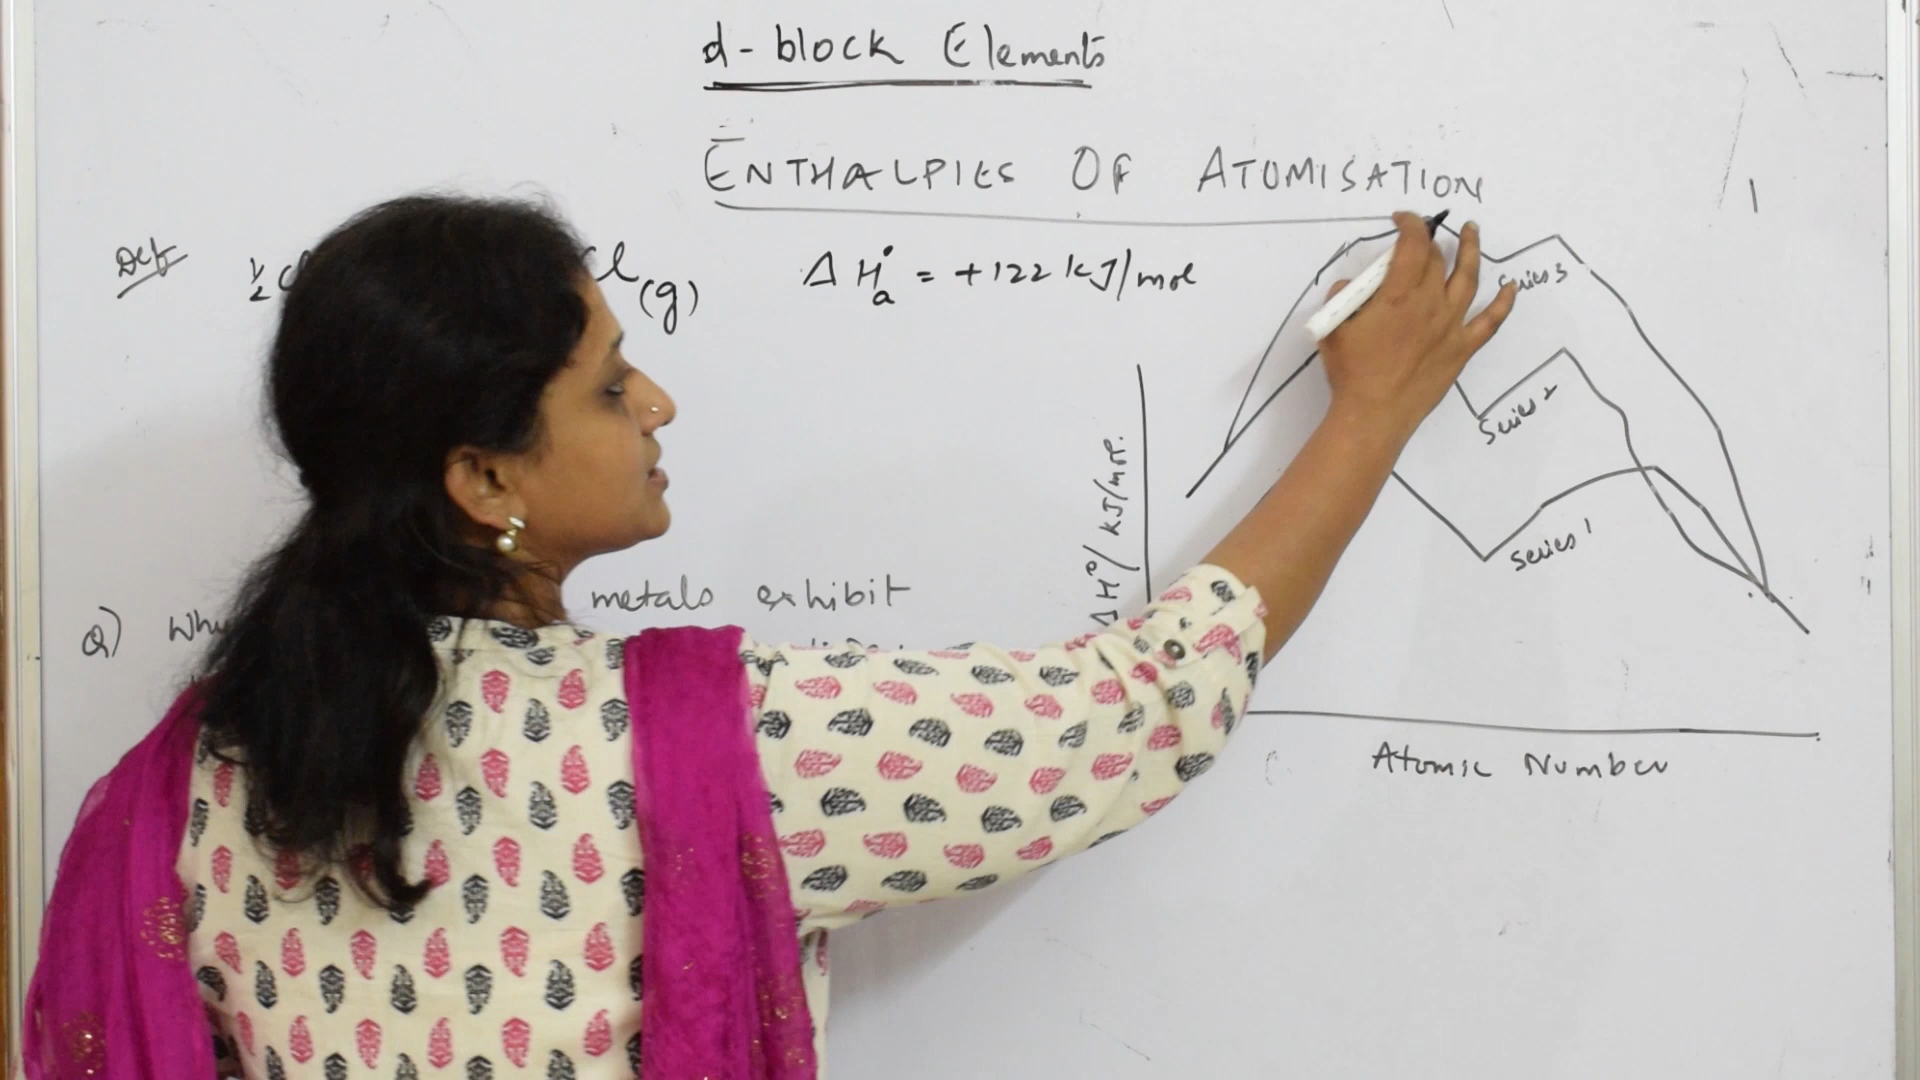 d-block Elements
ENTHALPIES OF ATOMISATION
Def
½ (g) ΔH°a = +122 kJ/mol
Series 3
Series 2
Series 1
ΔH°/ kJ/mol.
Q) Why metals exhibit
Atomic Number